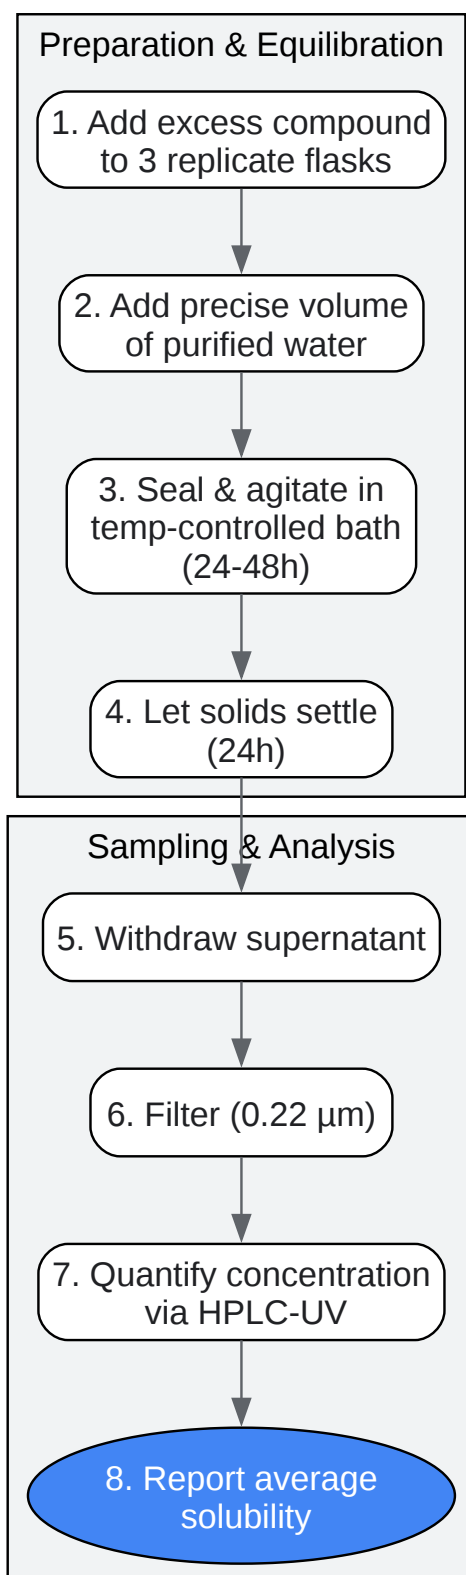 Preparation & Equilibration
1. Add excess compound
to 3 replicate flasks
2. Add precise volume
of purified water
3. Seal & agitate in
temp-controlled bath
(24-48h)
4. Let solids settle
(24h)
Sampling & Analysis
5. Withdraw supernatant
6. Filter (0.22 µm)
7. Quantify concentration
via HPLC-UV
8. Report average
solubility